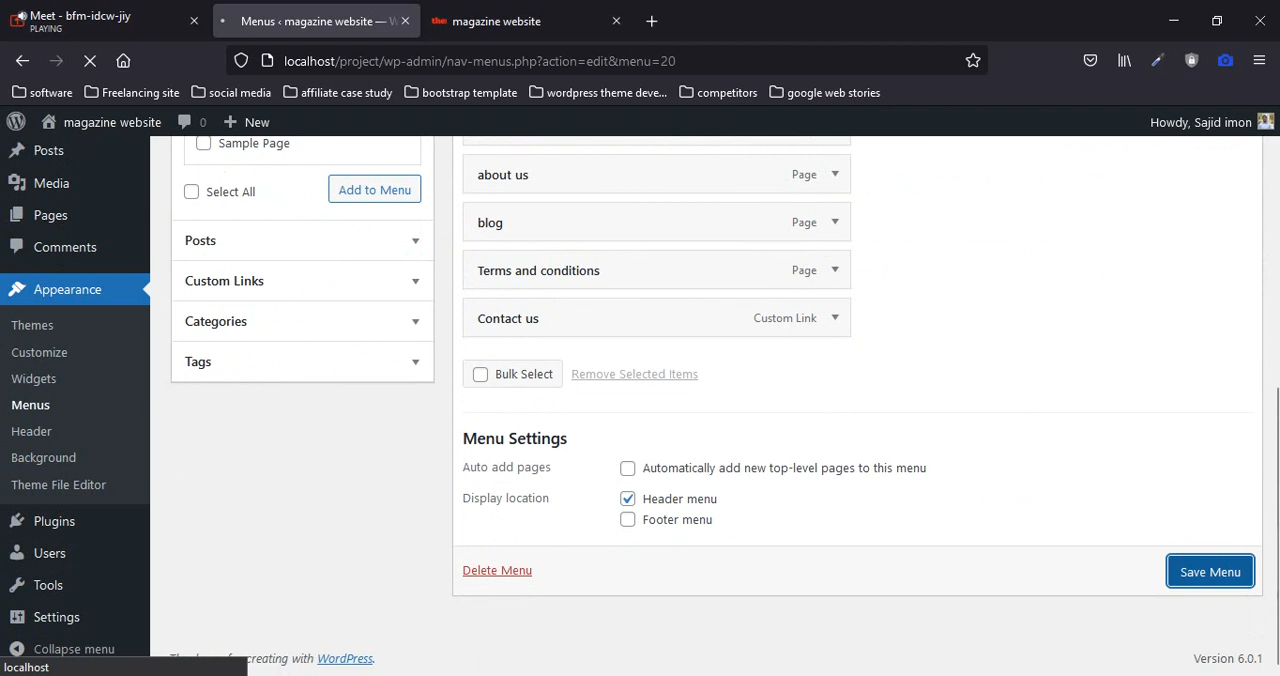 Meet - bfm-idcw-jiy
PLAYING
Menus ‹ magazine website — W
magazine website
localhost/project/wp-admin/nav-menus.php?action=edit&menu=20
software
Freelancing site
social media
affiliate case study
bootstrap template
wordpress theme deve...
competitors
google web stories
magazine website
0
New
Howdy, Sajid imon
Posts
Media
Pages
Comments
Appearance
Themes
Customize
Widgets
Menus
Header
Background
Theme File Editor
Plugins
Users
Tools
Settings
Collapse menu
localhost
Sample Page
Select All
Add to Menu
Posts
Custom Links
Categories
Tags
about us Page
blog Page
Terms and conditions Page
Contact us Custom Link
Bulk Select
Remove Selected Items
Menu Settings
Auto add pages
Automatically add new top-level pages to this menu
Display location
Header menu
Footer menu
Delete Menu
Save Menu
creating with WordPress.
Version 6.0.1